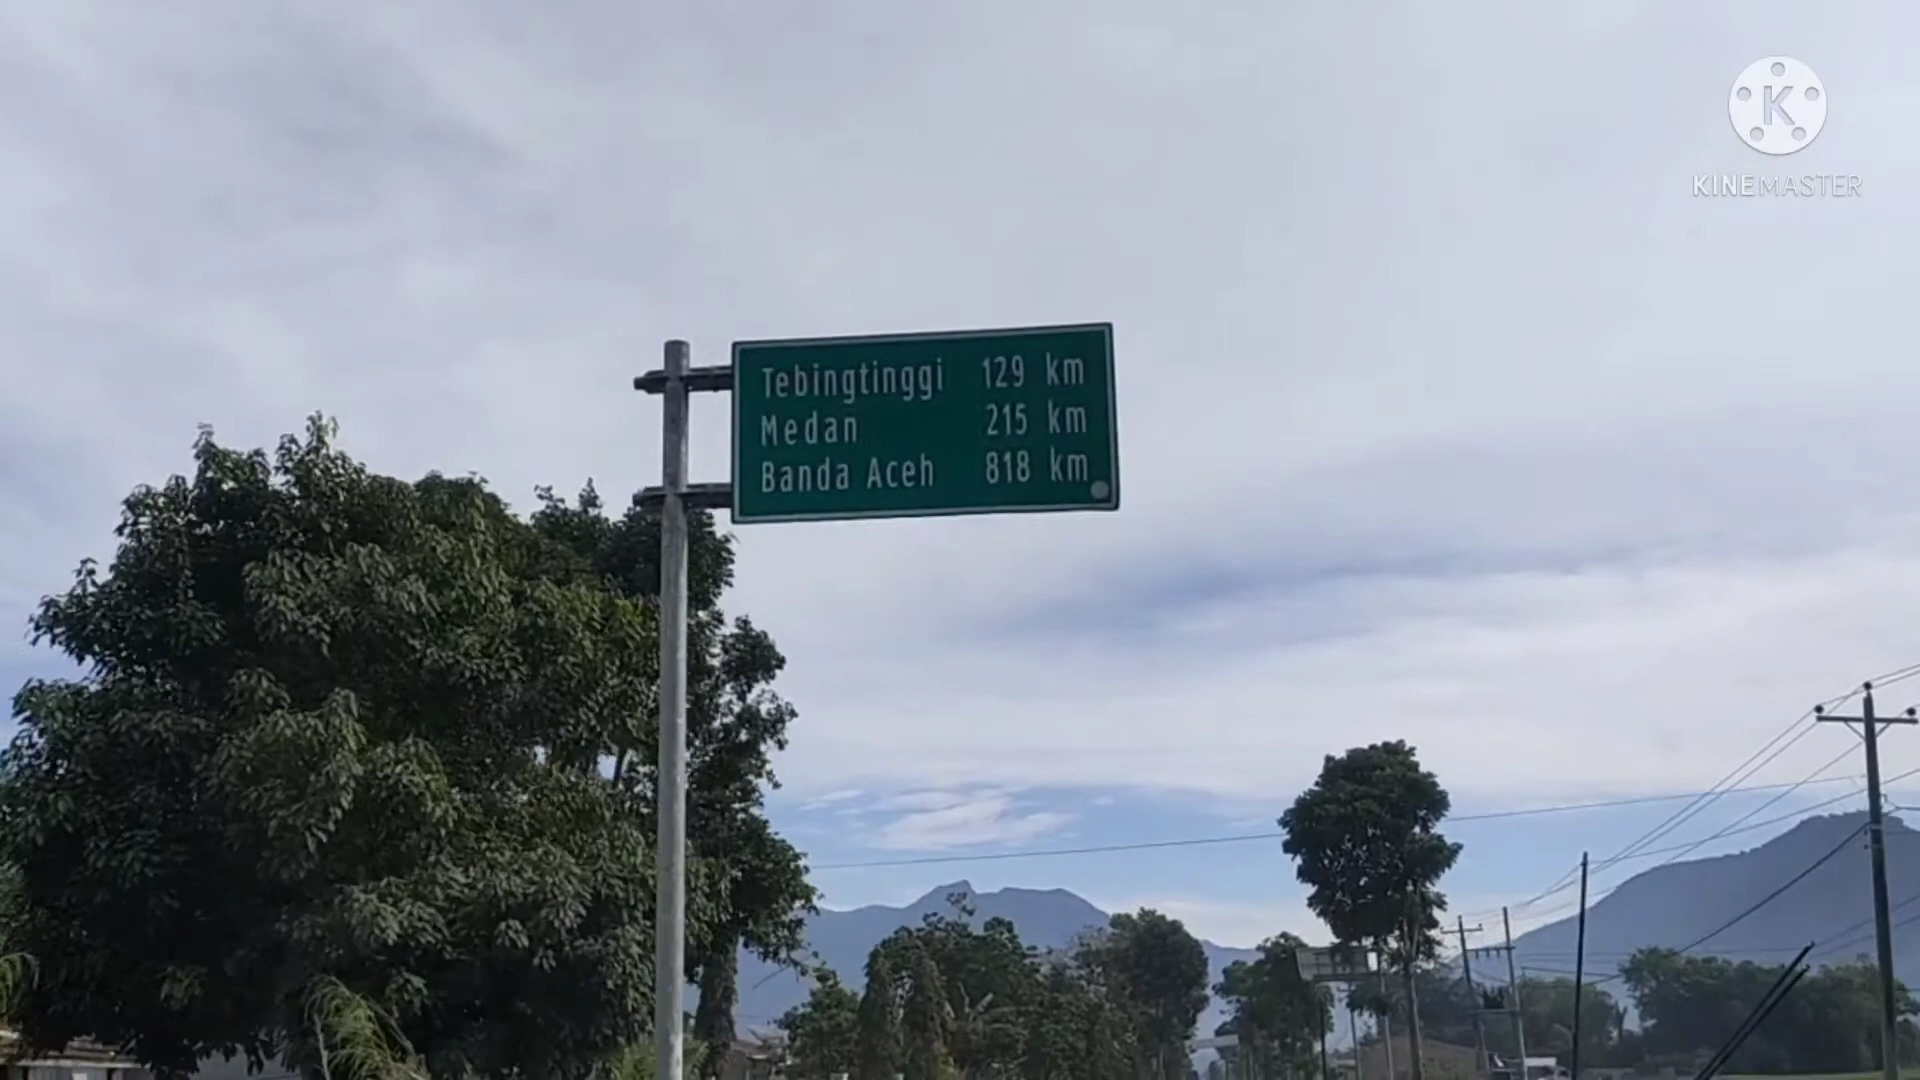 K
KINEMASTER
Tebingtinggi 129 km
Medan 215 km
Banda Aceh 818 km